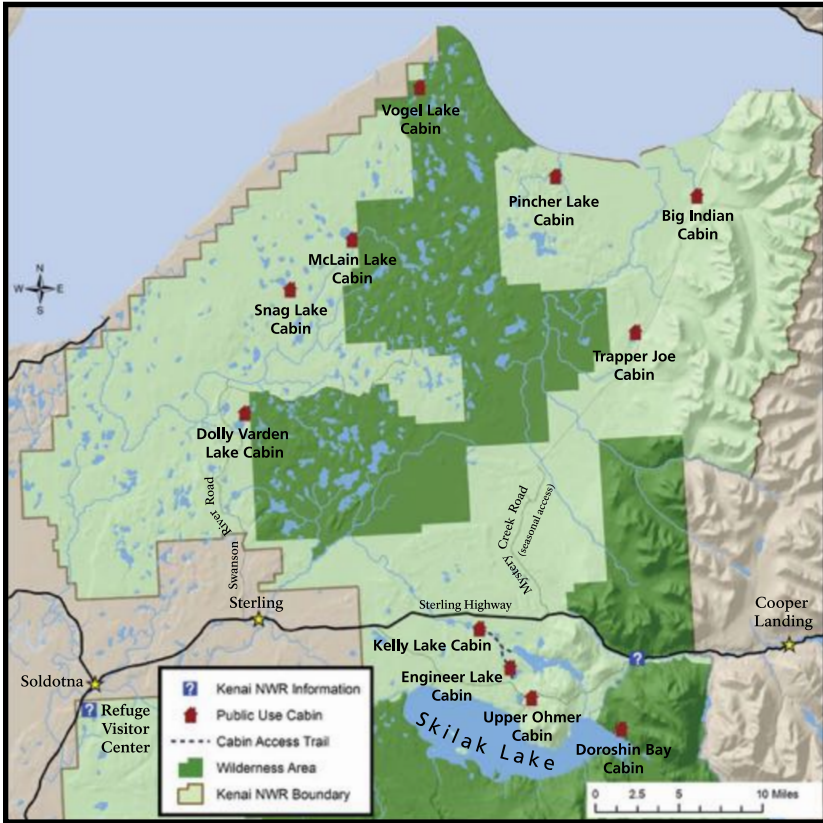 Vogel Lake
Cabin
Pincher Lake
Cabin
Big Indian
Cabin
McLain Lake
Cabin
N
W
E
S
Snag Lake
Cabin
Trapper Joe
Cabin
Dolly Varden
Lake Cabin
Swanson River Road
Mystery Creek Road
(seasonal access)
Sterling
Sterling Highway
Cooper
Landing
Kelly Lake Cabin
?
Soldotna
Engineer Lake
Cabin
? Refuge
Visitor
Center
Upper Ohmer
Cabin
Skilak Lake
Doroshin Bay
Cabin
? Kenai NWR Information
Public Use Cabin
Cabin Access Trail
Wilderness Area
Kenai NWR Boundary
0 2.5 5 10 Miles